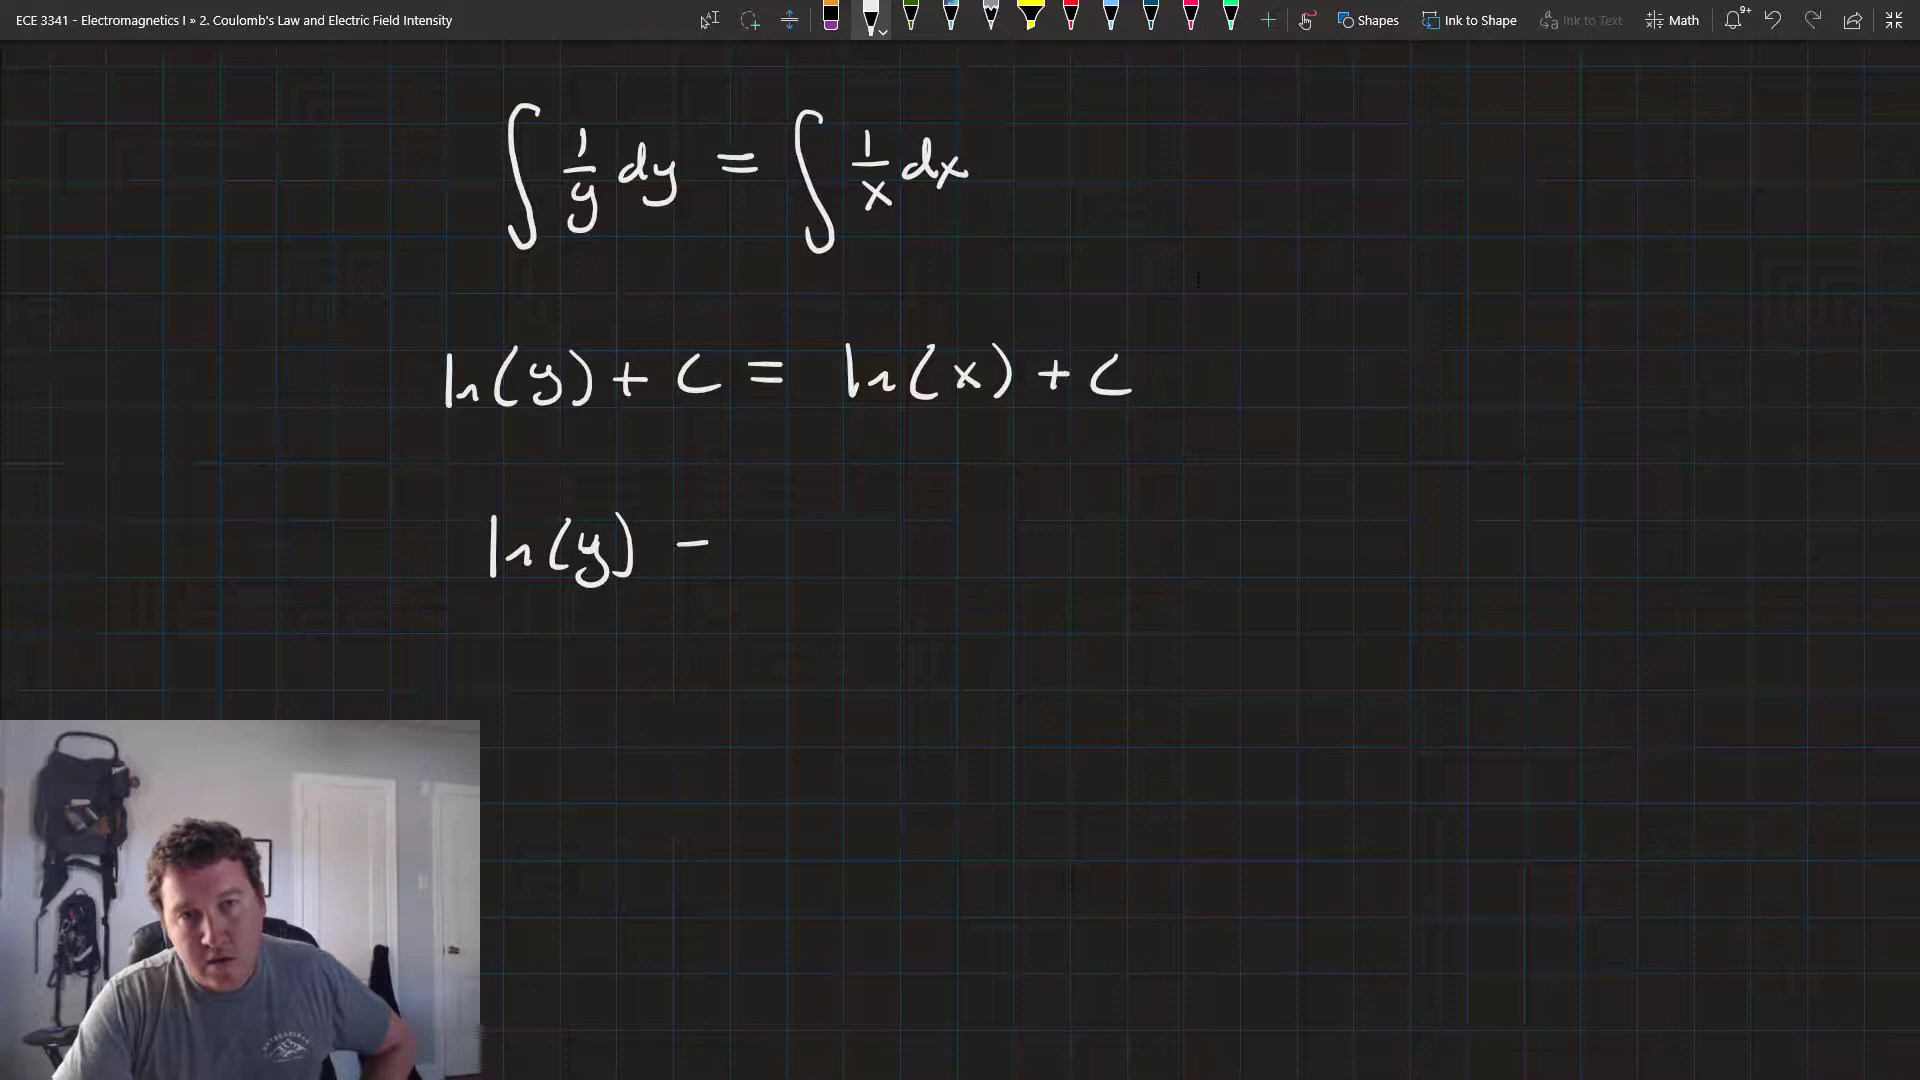 ECE 3341 - Electromagnetics I » 2. Coulomb's Law and Electric Field Intensity
Shapes
Ink to Shape
Ink to Text
Math
9+
∫ 1/y dy = ∫ 1/x dx
ln(y) + C = ln(x) + C
ln(y) -